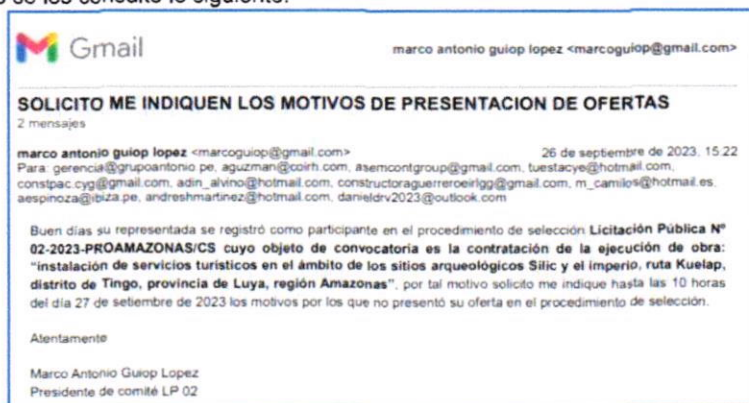 se los consultó lo siguiente:
Gmail
marco antonio guiop lopez <marcoguiop@gmail.com>
SOLICITO ME INDIQUEN LOS MOTIVOS DE PRESENTACION DE OFERTAS
2 mensajes
marco antonio guiop lopez <marcoguiop@gmail.com> 26 de septiembre de 2023, 15:22
Para: gerencia@grupoantonio.pe, aguzman@coirh.com, asemcontgroup@gmail.com, tuestacye@hotmail.com,
constpac.cyg@gmail.com, adin_alvino@hotmail.com, constructoraguerreroeirlgg@gmail.com, m_camilos@hotmail.es,
aespinoza@ibiza.pe, andreshmartinez@hotmail.com, danieldrv2023@outlook.com
Buen días su representada se registró como participante en el procedimiento de selección Licitación Pública Nº
02-2023-PROAMAZONAS/CS cuyo objeto de convocatoria es la contratación de la ejecución de obra:
"instalación de servicios turísticos en el ámbito de los sitios arqueológicos Silic y el imperio, ruta Kuelap,
distrito de Tingo, provincia de Luya, región Amazonas", por tal motivo solicito me indique hasta las 10 horas
del día 27 de setiembre de 2023 los motivos por los que no presentó su oferta en el procedimiento de selección.
Atentamente
Marco Antonio Guiop Lopez
Presidente de comité LP 02